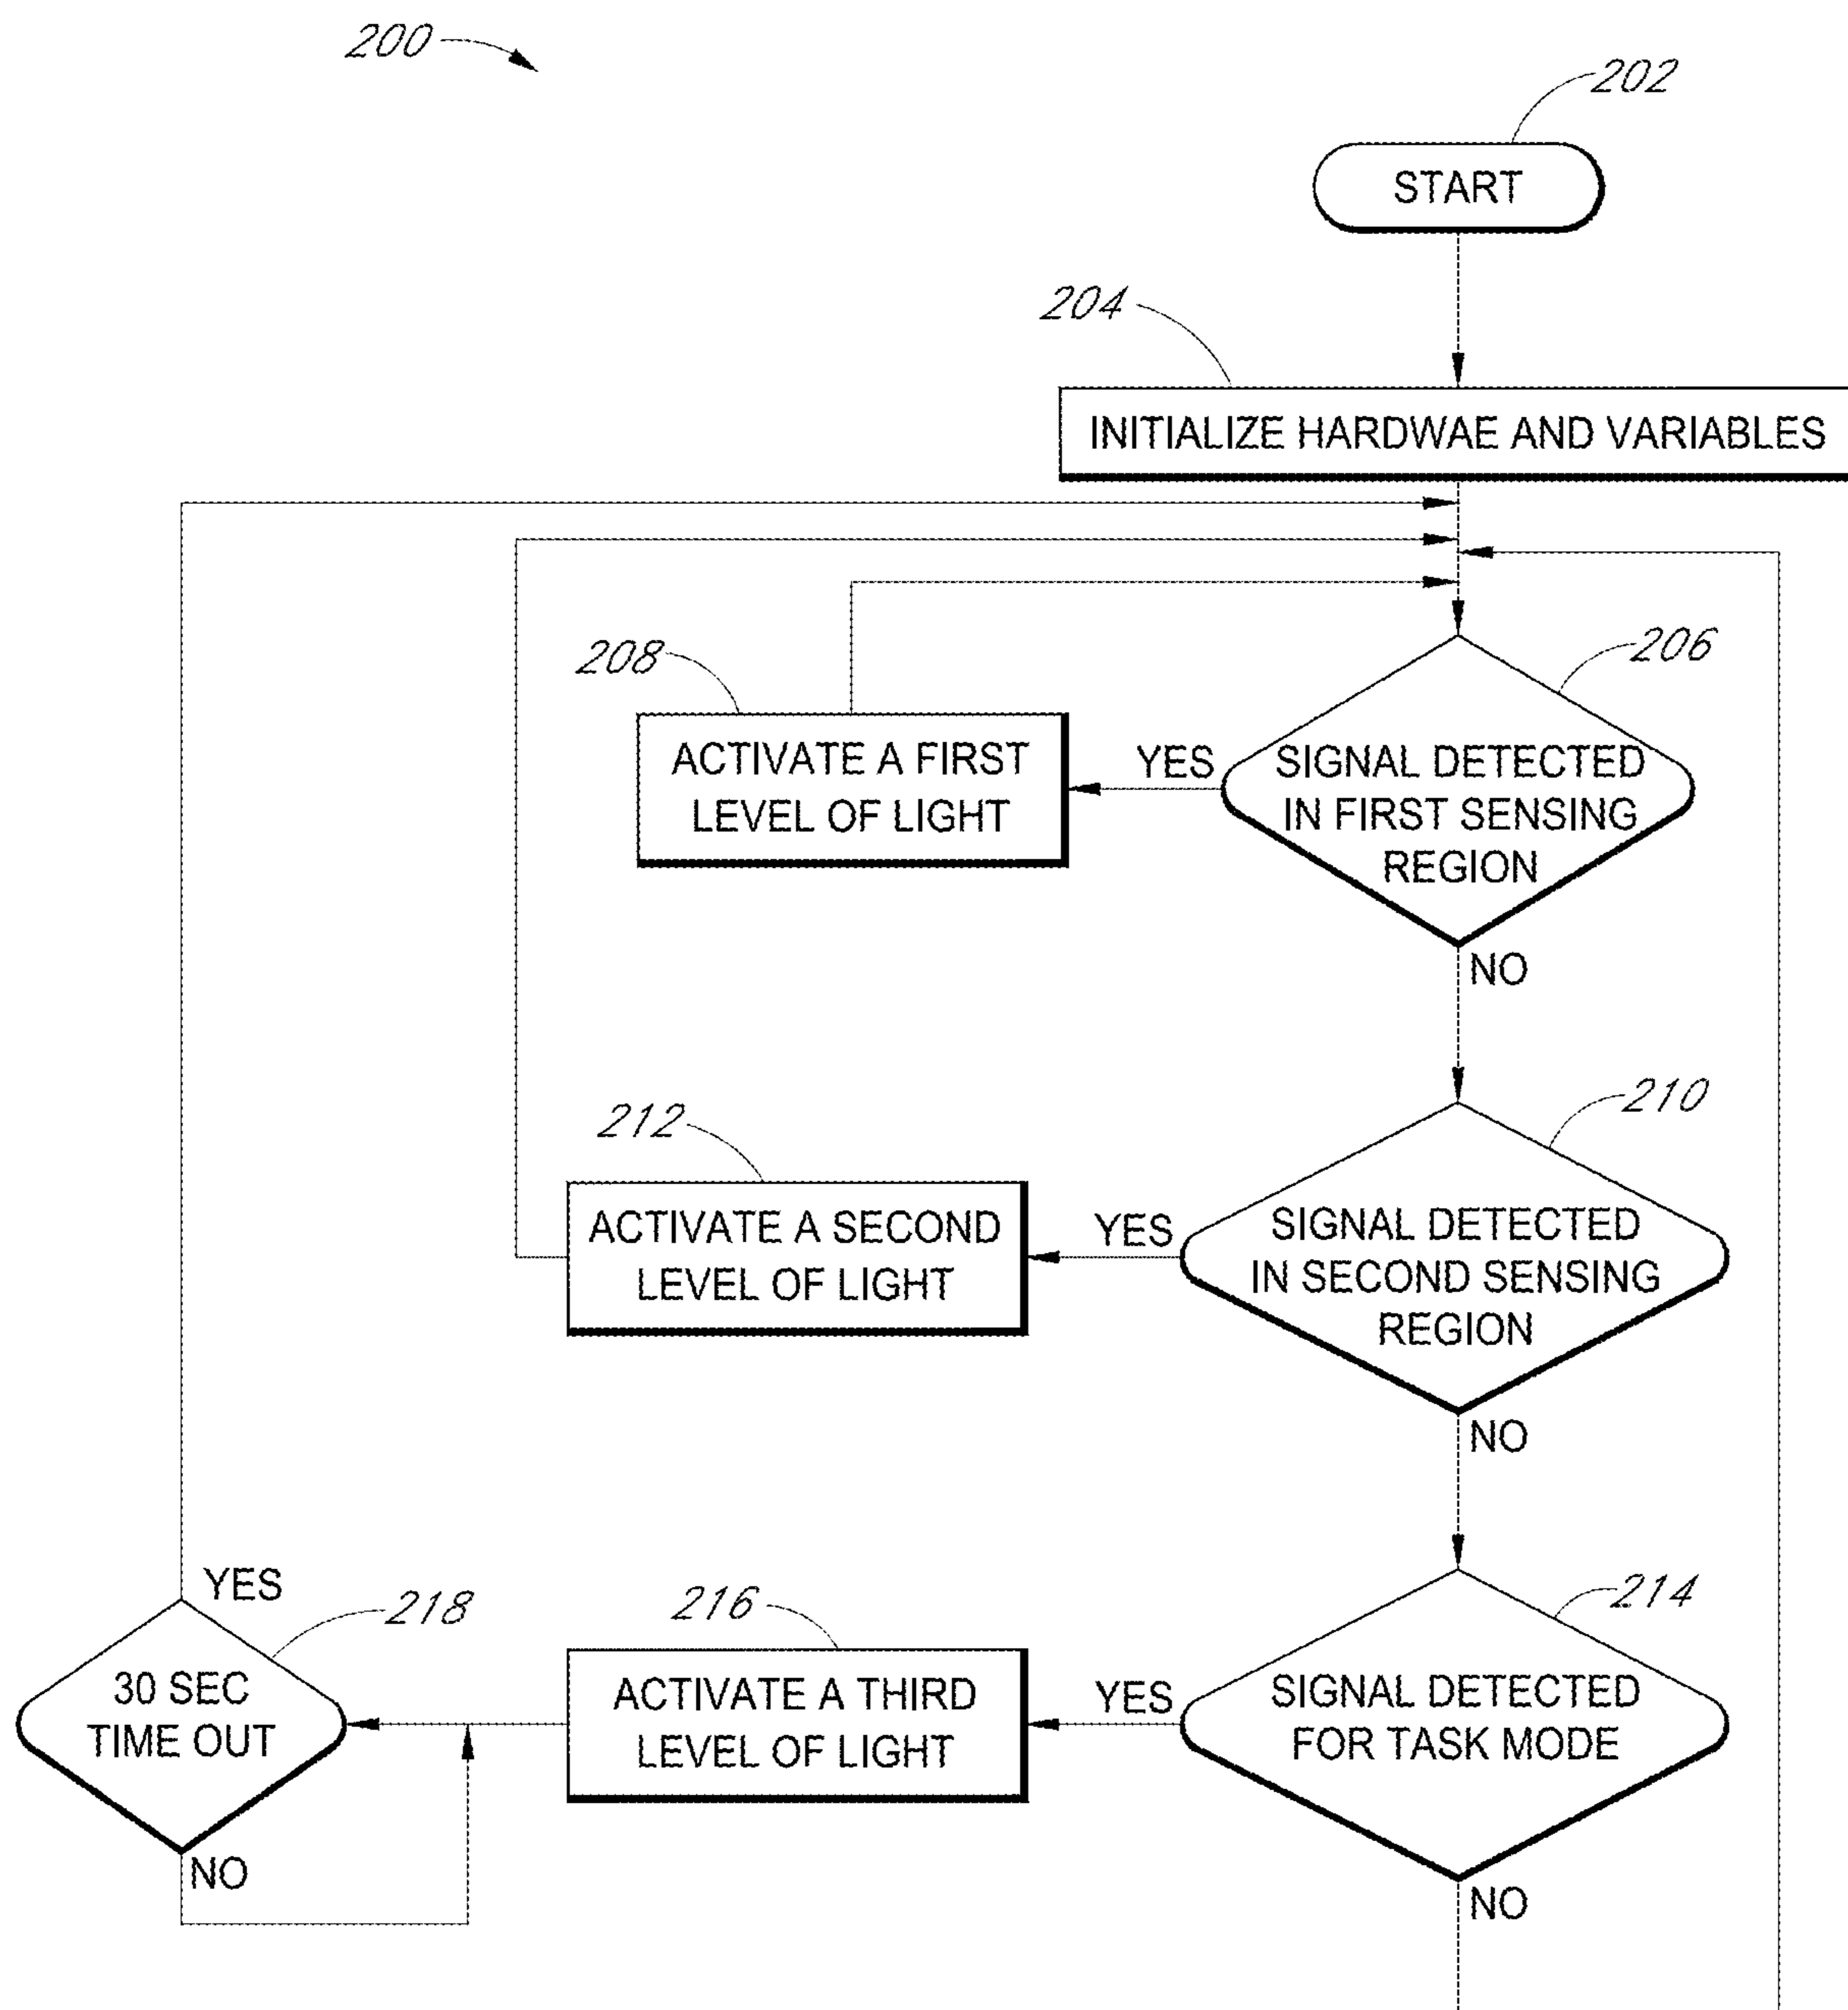 200
202
START
204
INITIALIZE HARDWAE AND VARIABLES
208
206
ACTIVATE A FIRST
LEVEL OF LIGHT
YES
SIGNAL DETECTED
IN FIRST SENSING
REGION
NO
212
210
ACTIVATE A SECOND
LEVEL OF LIGHT
YES
SIGNAL DETECTED
IN SECOND SENSING
REGION
NO
YES
218
216
214
30 SEC
TIME OUT
ACTIVATE A THIRD
LEVEL OF LIGHT
YES
SIGNAL DETECTED
FOR TASK MODE
NO
NO